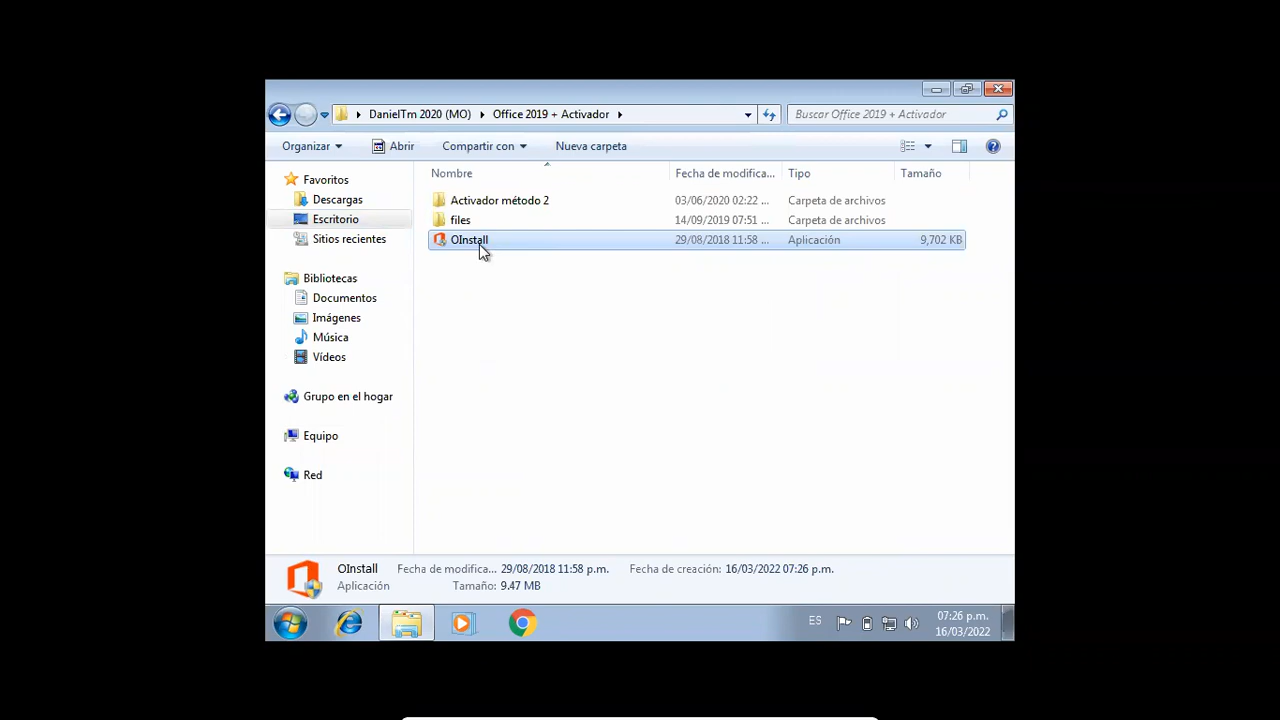 DanielTm 2020 (MO) Office 2019 + Activador Buscar Office 2019 + Activador
Organizar Abrir Compartir con Nueva carpeta
Nombre Fecha de modifica... Tipo Tamaño
Favoritos
Descargas
Escritorio
Sitios recientes
Bibliotecas
Documentos
Imágenes
Música
Vídeos
Grupo en el hogar
Equipo
Red
Activador método 2 03/06/2020 02:22 ... Carpeta de archivos
files 14/09/2019 07:51 ... Carpeta de archivos
OInstall 29/08/2018 11:58 ... Aplicación 9,702 KB
OInstall Fecha de modifica... 29/08/2018 11:58 p.m. Fecha de creación: 16/03/2022 07:26 p.m.
Aplicación Tamaño: 9.47 MB
ES 07:26 p.m.
16/03/2022